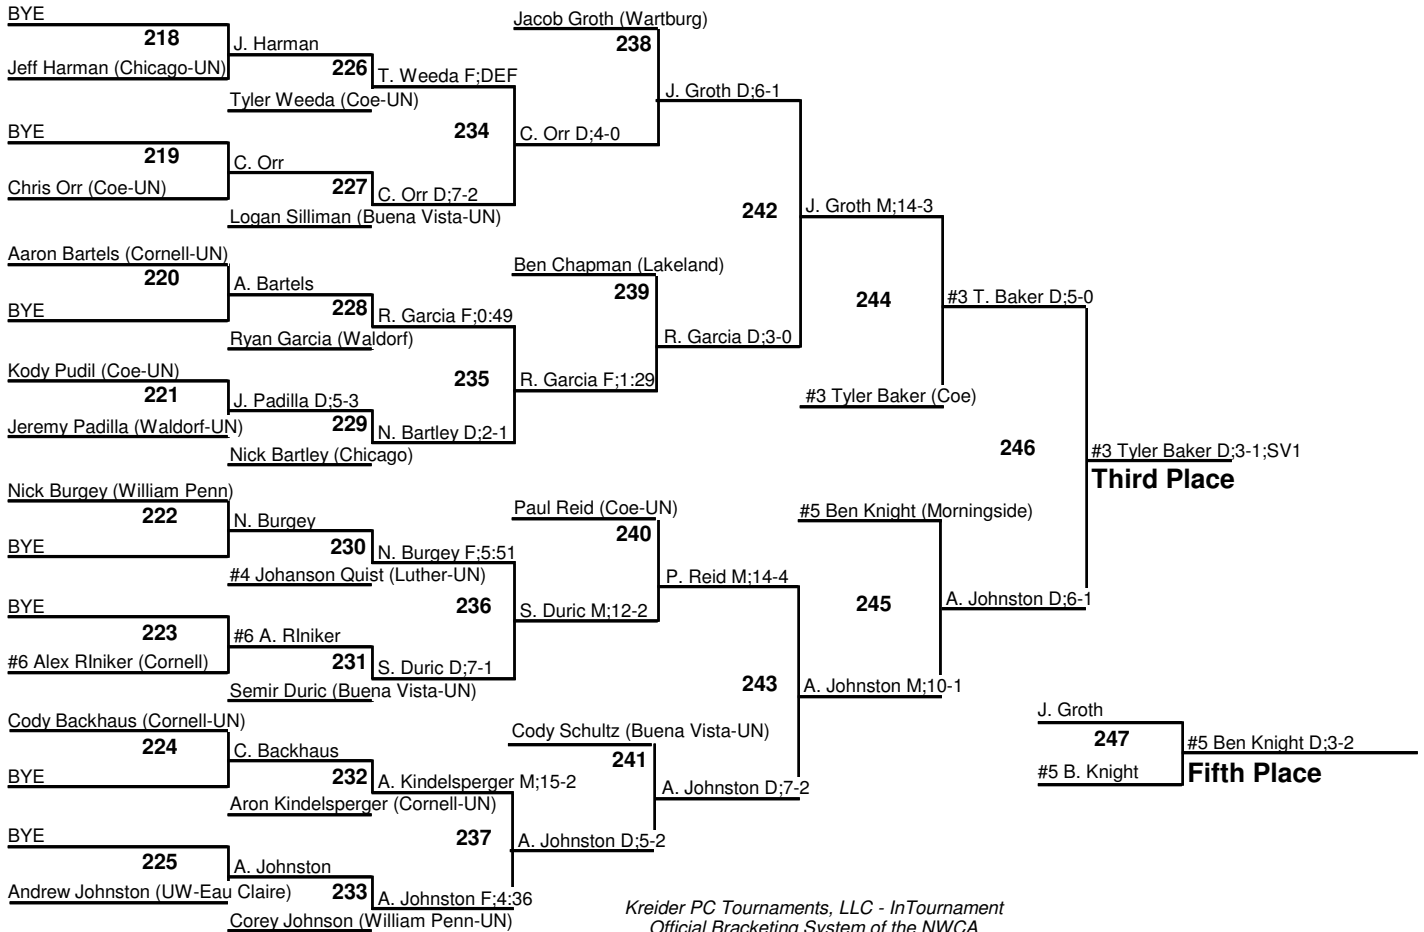 BYE
218
Jeff Harman (Chicago-UN)
J. Harman
226
Tyler Weeda (Coe-UN)
T. Weeda F;DEF
BYE
219
Chris Orr (Coe-UN)
C. Orr
227
Logan Silliman (Buena Vista-UN)
C. Orr D;7-2
234
C. Orr D;4-0
Jacob Groth (Wartburg)
238
J. Groth D;6-1
Aaron Bartels (Cornell-UN)
220
BYE
A. Bartels
228
Ryan Garcia (Waldorf)
R. Garcia F;0:49
Kody Pudil (Coe-UN)
221
Jeremy Padilla (Waldorf-UN)
J. Padilla D;5-3
229
Nick Bartley (Chicago)
N. Bartley D;2-1
235
R. Garcia F;1:29
Ben Chapman (Lakeland)
239
R. Garcia D;3-0
242
J. Groth M;14-3
244
#3 Tyler Baker (Coe)
#3 T. Baker D;5-0
Nick Burgey (William Penn)
222
BYE
N. Burgey
230
#4 Johanson Quist (Luther-UN)
N. Burgey F;5:51
BYE
223
#6 Alex RIniker (Cornell)
#6 A. RIniker
231
Semir Duric (Buena Vista-UN)
S. Duric D;7-1
236
S. Duric M;12-2
Paul Reid (Coe-UN)
240
P. Reid M;14-4
Cody Backhaus (Cornell-UN)
224
BYE
C. Backhaus
232
Aron Kindelsperger (Cornell-UN)
A. Kindelsperger M;15-2
BYE
225
Andrew Johnston (UW-Eau Claire)
A. Johnston
233
Corey Johnson (William Penn-UN)
A. Johnston F;4:36
237
A. Johnston D;5-2
Cody Schultz (Buena Vista-UN)
241
A. Johnston D;7-2
243
A. Johnston M;10-1
#5 Ben Knight (Morningside)
245
A. Johnston D;6-1
246
#3 Tyler Baker D;3-1;SV1
Third Place
J. Groth
247
#5 B. Knight
#5 Ben Knight D;3-2
Fifth Place
Kreider PC Tournaments, LLC - InTournament
Official Bracketing System of the NWCA